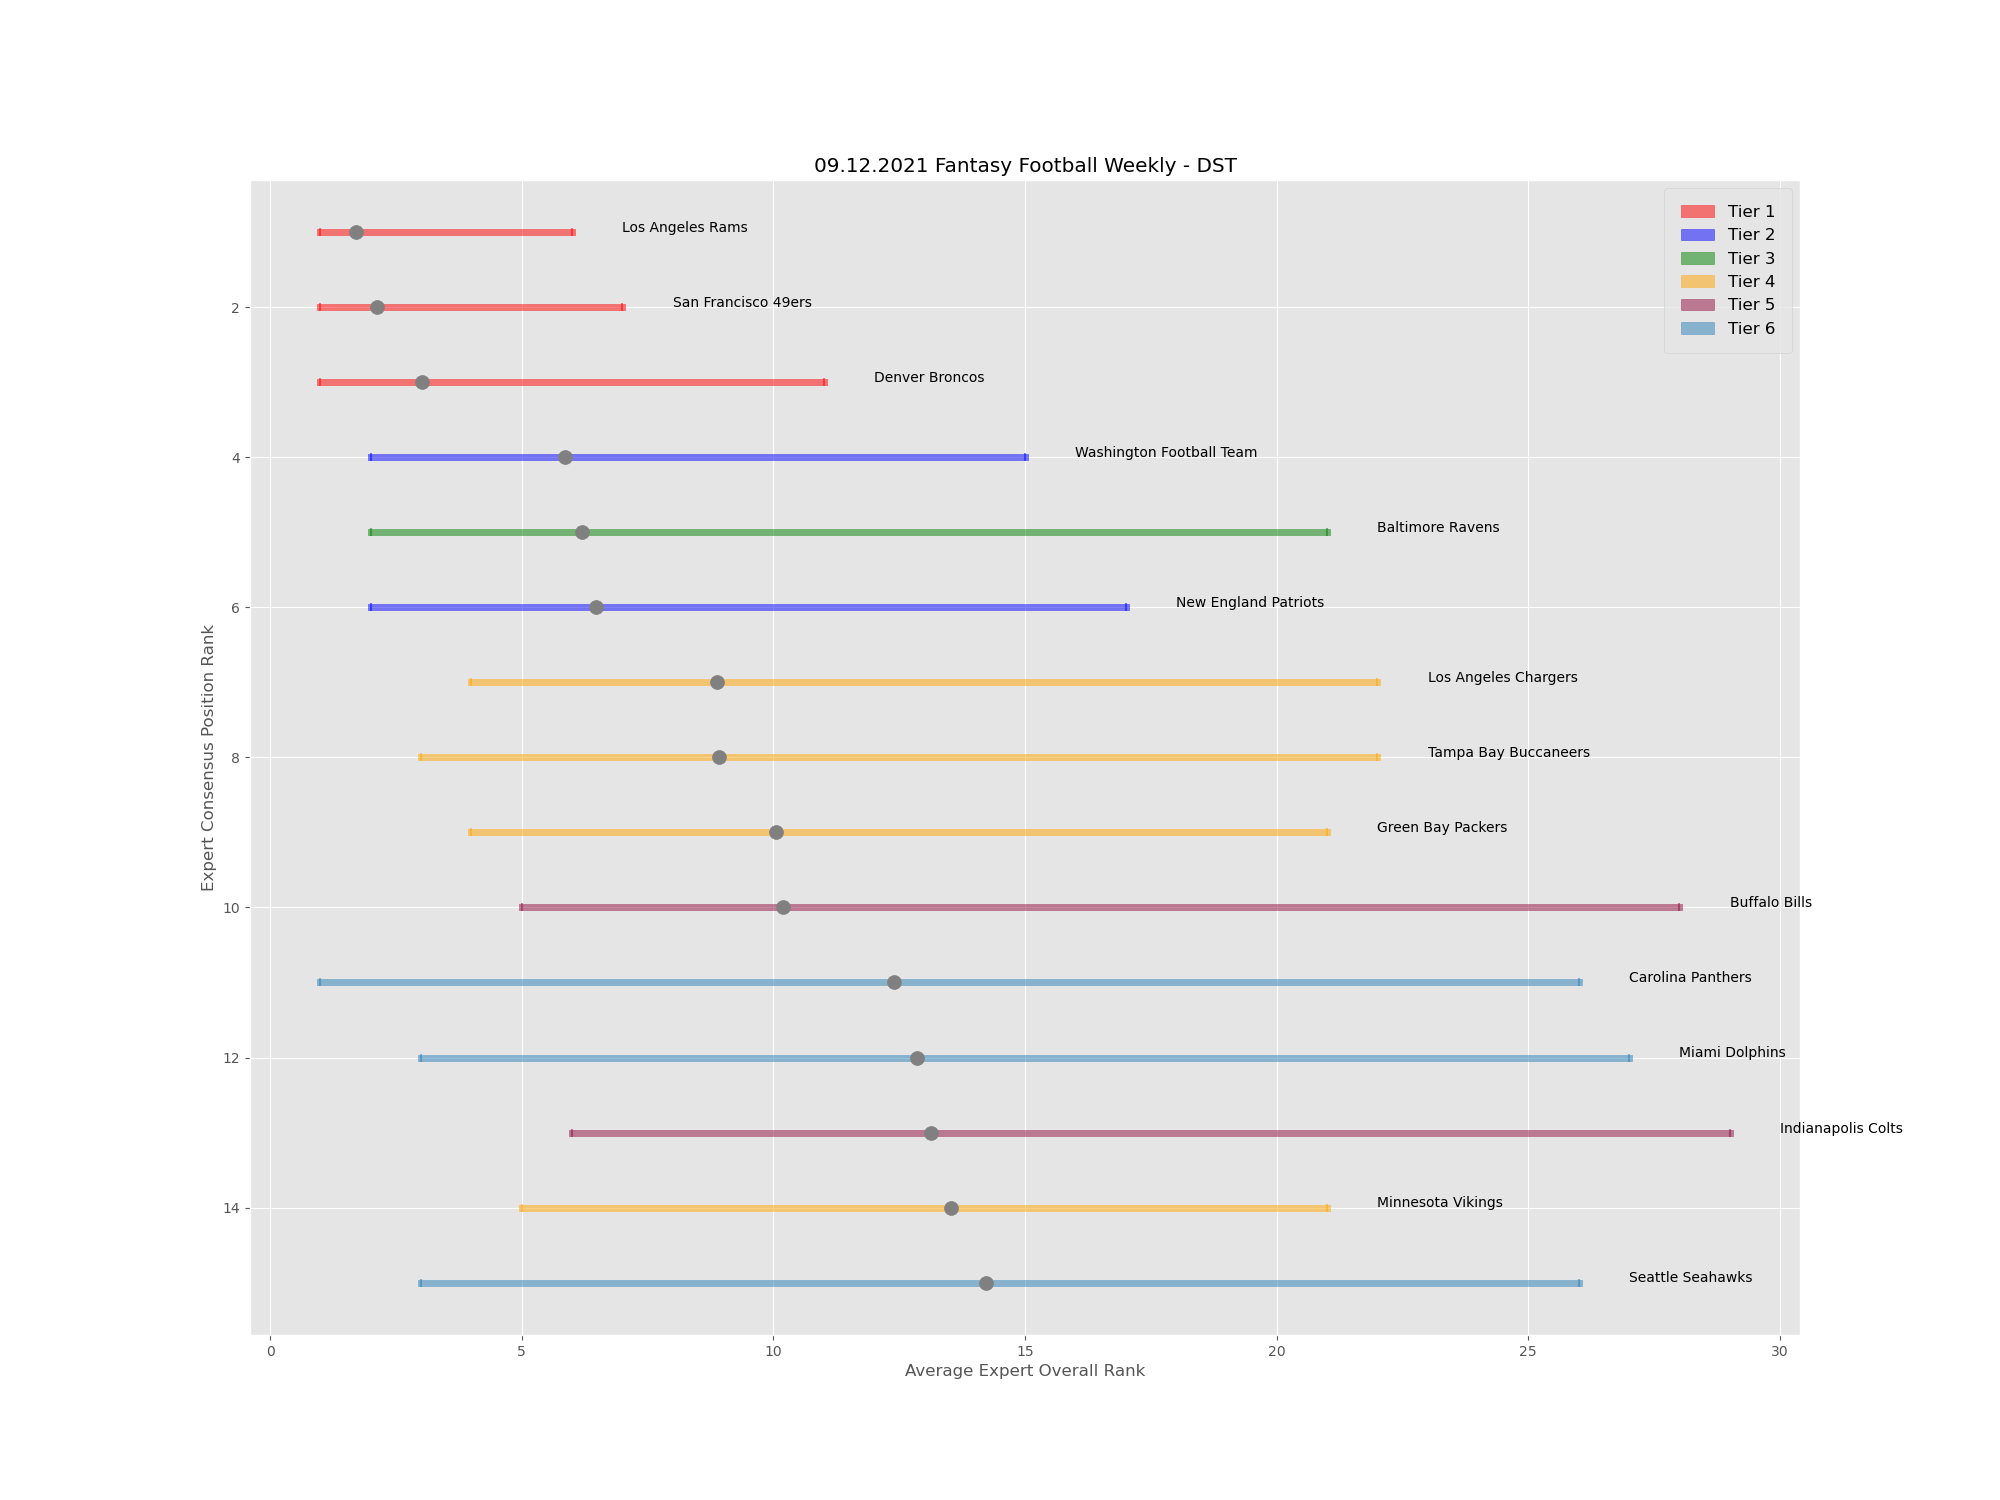 09.12.2021 Fantasy Football Weekly - DST
Tier 1
Tier 2
Tier 3
Tier 4
Tier 5
Tier 6
Los Angeles Rams
2
San Francisco 49ers
Denver Broncos
4
Washington Football Team
Baltimore Ravens
6
New England Patriots
Los Angeles Chargers
8
Tampa Bay Buccaneers
Green Bay Packers
10
Buffalo Bills
Carolina Panthers
12
Miami Dolphins
Indianapolis Colts
14
Minnesota Vikings
Seattle Seahawks
Expert Consensus Position Rank
0 5 10 15 20 25 30
Average Expert Overall Rank